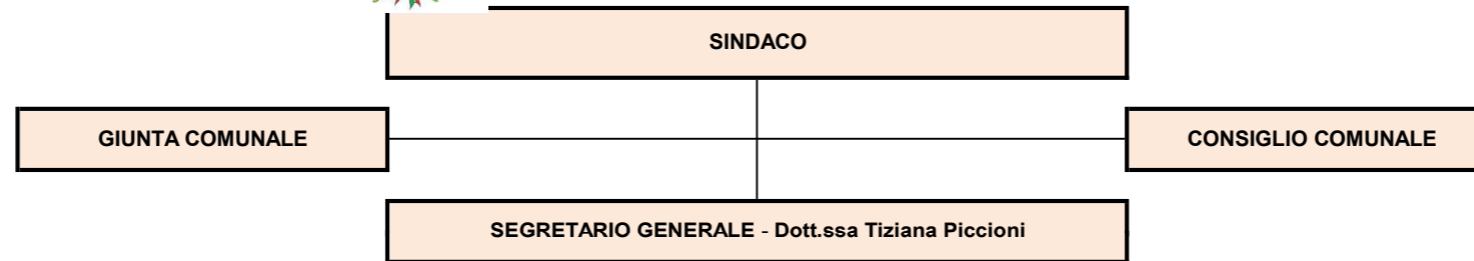 SINDACO
GIUNTA COMUNALE
CONSIGLIO COMUNALE
SEGRETARIO GENERALE - Dott.ssa Tiziana Piccioni